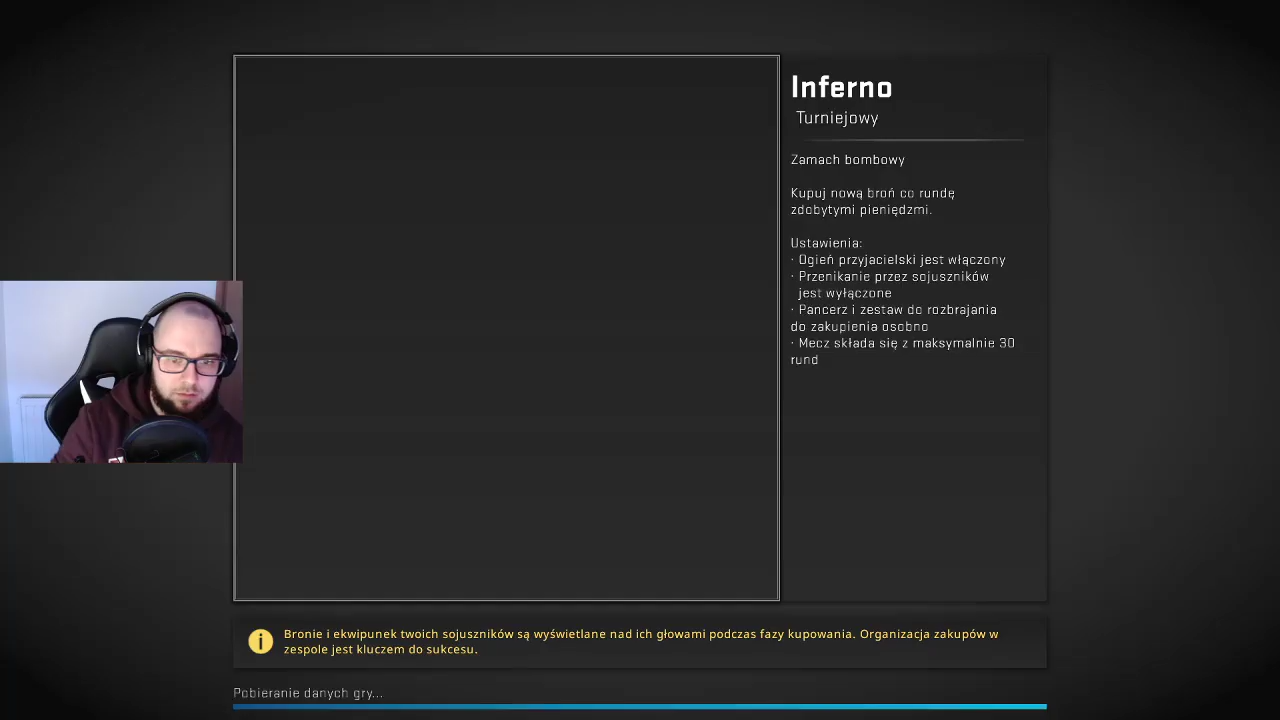 Inferno
Turniejowy
Zamach bombowy
Kupuj nową broń co rundę
zdobytymi pieniędzmi.
Ustawienia:
· Ogień przyjacielski jest włączony
· Przenikanie przez sojuszników
jest wyłączone
· Pancerz i zestaw do rozbrajania
do zakupienia osobno
· Mecz składa się z maksymalnie 30
rund
Bronie i ekwipunek twoich sojuszników są wyświetlane nad ich głowami podczas fazy kupowania. Organizacja zakupów w
zespole jest kluczem do sukcesu.
Pobieranie danych gry...